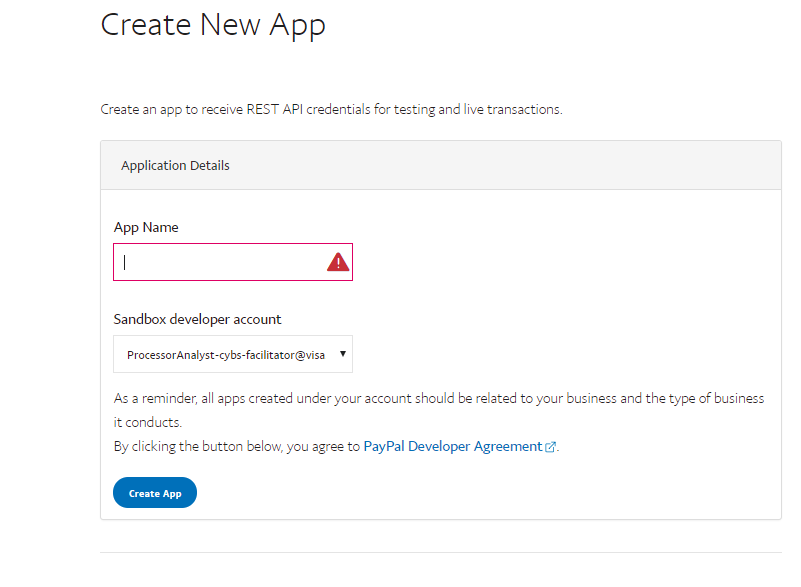 Create New App
Create an app to receive REST API credentials for testing and live transactions.
Application Details
App Name
Sandbox developer account
ProcessorAnalyst-cybs-facilitator@visa
As a reminder, all apps created under your account should be related to your business and the type of business
it conducts.
By clicking the button below, you agree to PayPal Developer Agreement.
Create App